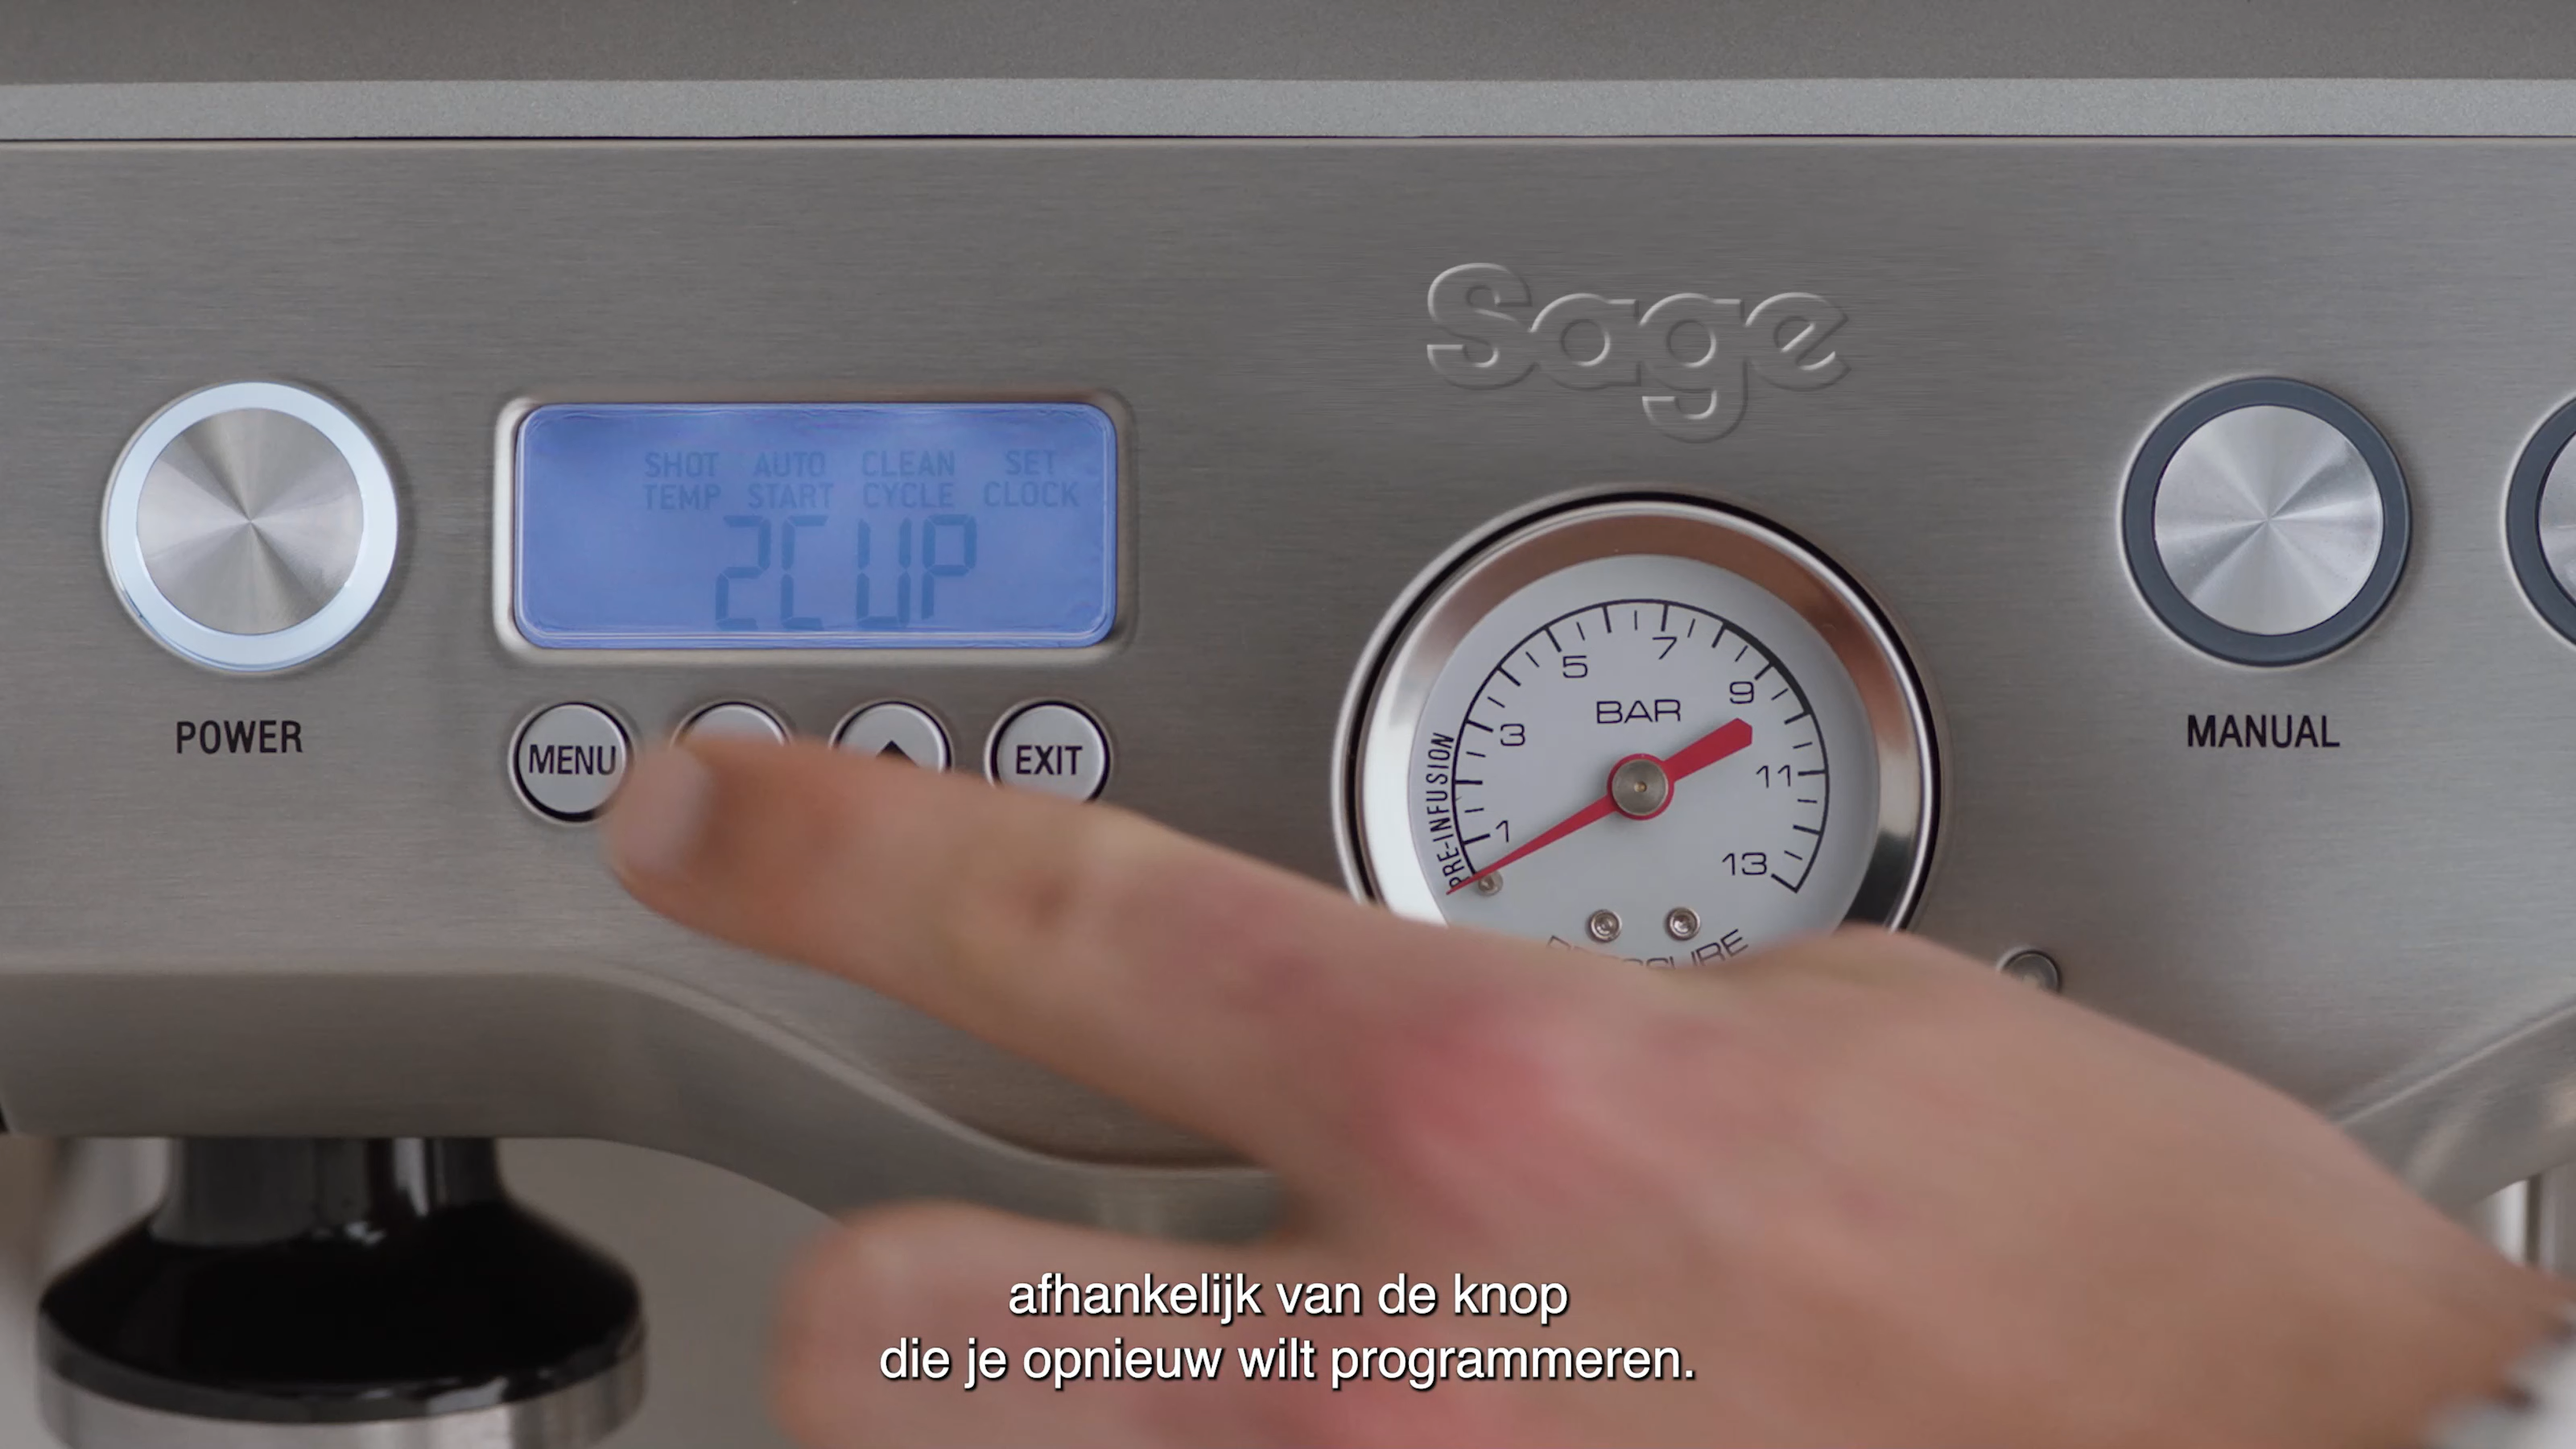 sage
SHOT AUTO CLEAN SET
TEMP START CYCLE CLOCK
2CUP
POWER
MENU
EXIT
MANUAL
5
7
BAR
9
3
11
1
13
PRE-INFUSION
afhankelijk van de knop
die je opnieuw wilt programmeren.